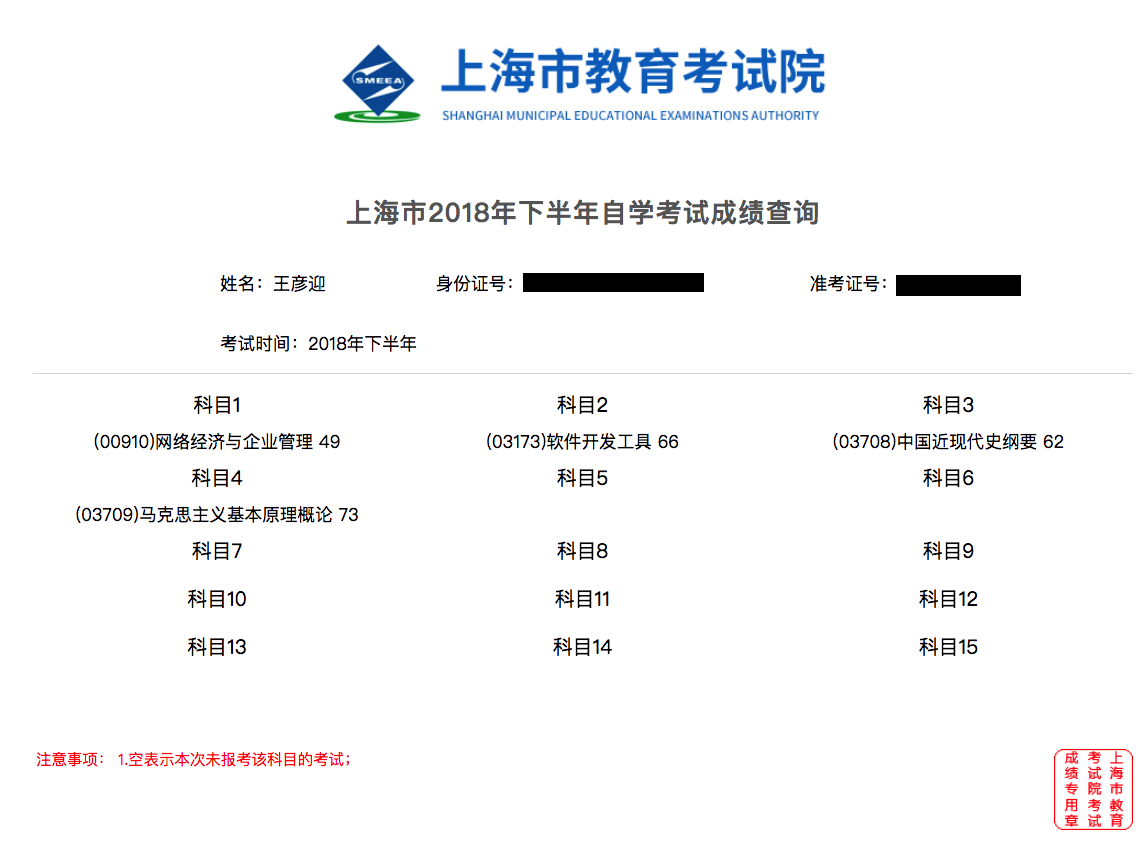 SMEEA
上海市教育考试院
SHANGHAI MUNICIPAL EDUCATIONAL EXAMINATIONS AUTHORITY
上海市2018年下半年自学考试成绩查询
姓名：王彦迎 身份证号： 准考证号：
考试时间：2018年下半年
科目1 科目2 科目3
(00910)网络经济与企业管理 49 (03173)软件开发工具 66 (03708)中国近现代史纲要 62
科目4 科目5 科目6
(03709)马克思主义基本原理概论 73
科目7 科目8 科目9
科目10 科目11 科目12
科目13 科目14 科目15
注意事项： 1.空表示本次未报考该科目的考试；
上海市教育
考试院考试
成绩专用章